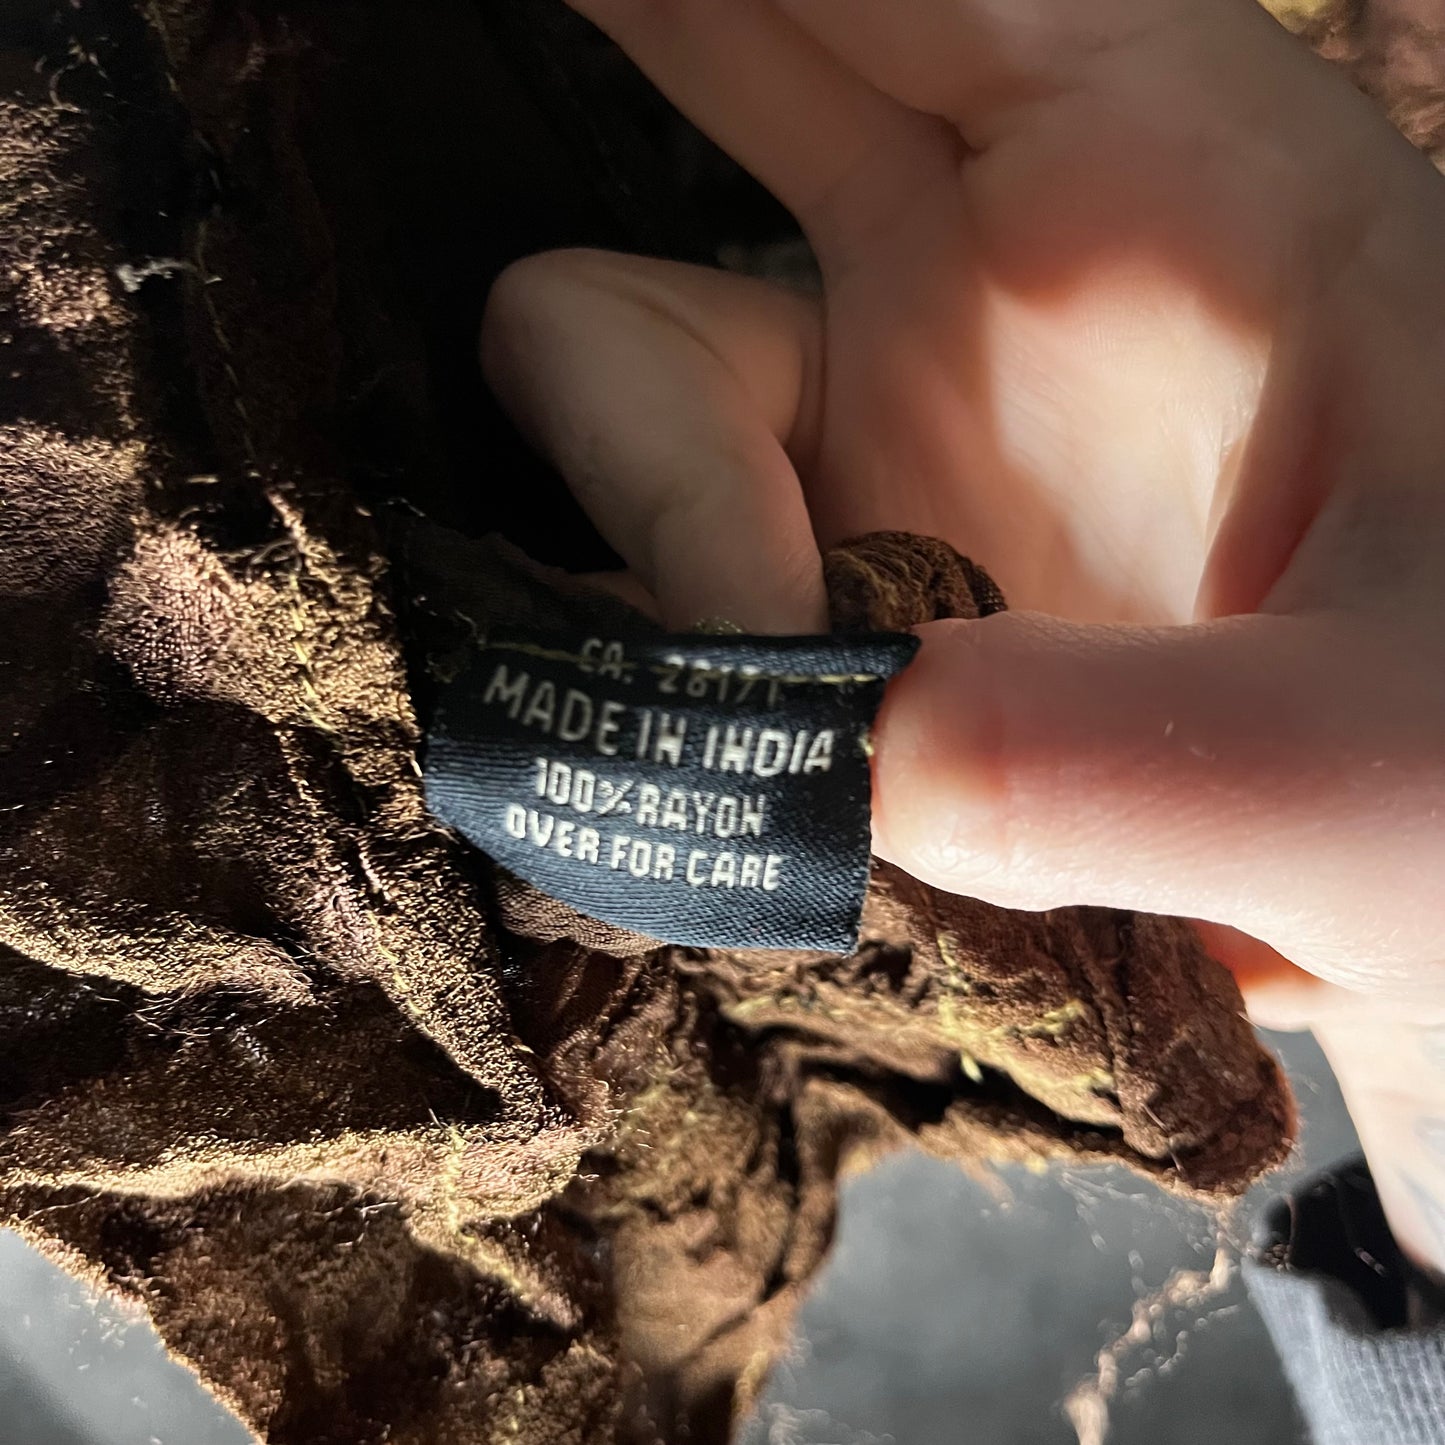 CA. 28171
MADE IN INDIA
100% RAYON
OVER FOR CARE